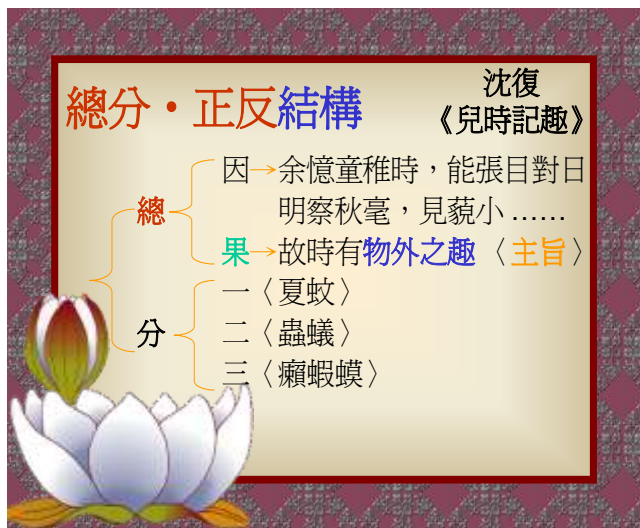 總分・正反結構
沈復
《兒時記趣》
總
因→余憶童稚時，能張目對日
明察秋毫，見藐小……
果→故時有物外之趣〈主旨〉
分
一〈夏蚊〉
二〈蟲蟻〉
三〈癩蝦蟆〉